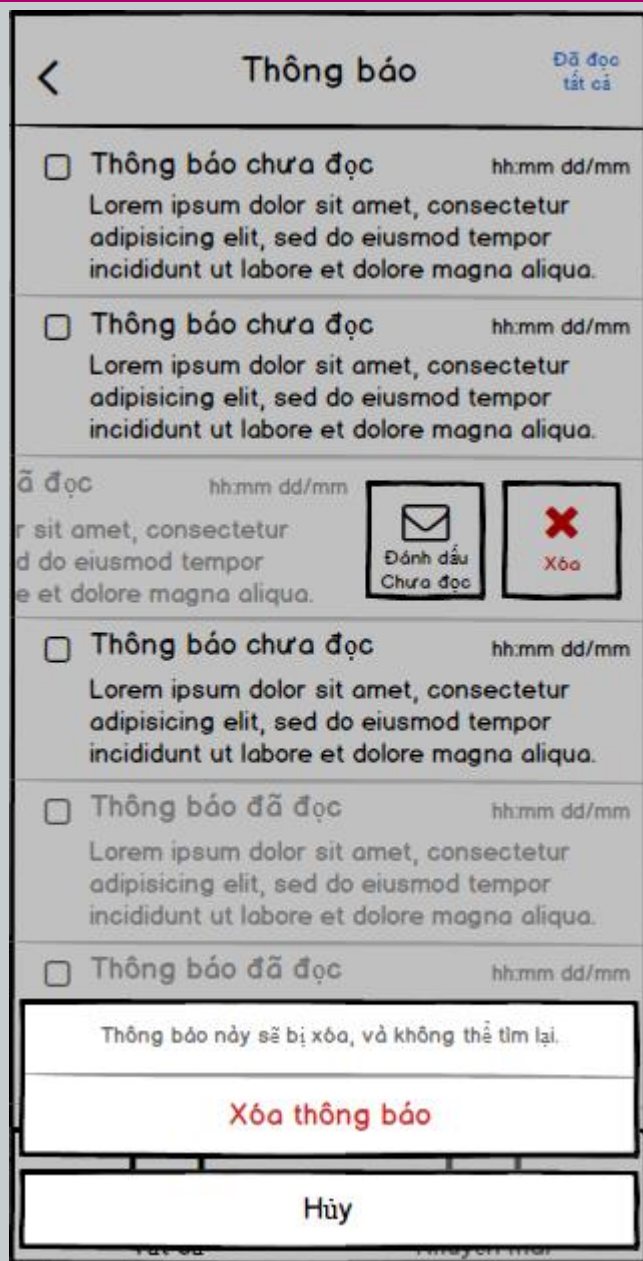 Thông báo
Đã đọc
tất cả
Thông báo chưa đọc hh:mm dd/mm
Lorem ipsum dolor sit amet, consectetur
adipisicing elit, sed do eiusmod tempor
incididunt ut labore et dolore magna aliqua.
Thông báo chưa đọc hh:mm dd/mm
Lorem ipsum dolor sit amet, consectetur
adipisicing elit, sed do eiusmod tempor
incididunt ut labore et dolore magna aliqua.
ã đọc hh:mm dd/mm
r sit amet, consectetur
d do eiusmod tempor
e et dolore magna aliqua.
Đánh dấu
Chưa đọc
Xóa
Thông báo chưa đọc hh:mm dd/mm
Lorem ipsum dolor sit amet, consectetur
adipisicing elit, sed do eiusmod tempor
incididunt ut labore et dolore magna aliqua.
Thông báo đã đọc hh:mm dd/mm
Lorem ipsum dolor sit amet, consectetur
adipisicing elit, sed do eiusmod tempor
incididunt ut labore et dolore magna aliqua.
Thông báo đã đọc hh:mm dd/mm
Thông báo này sẽ bị xóa, và không thể tìm lại.
Xóa thông báo
Hủy